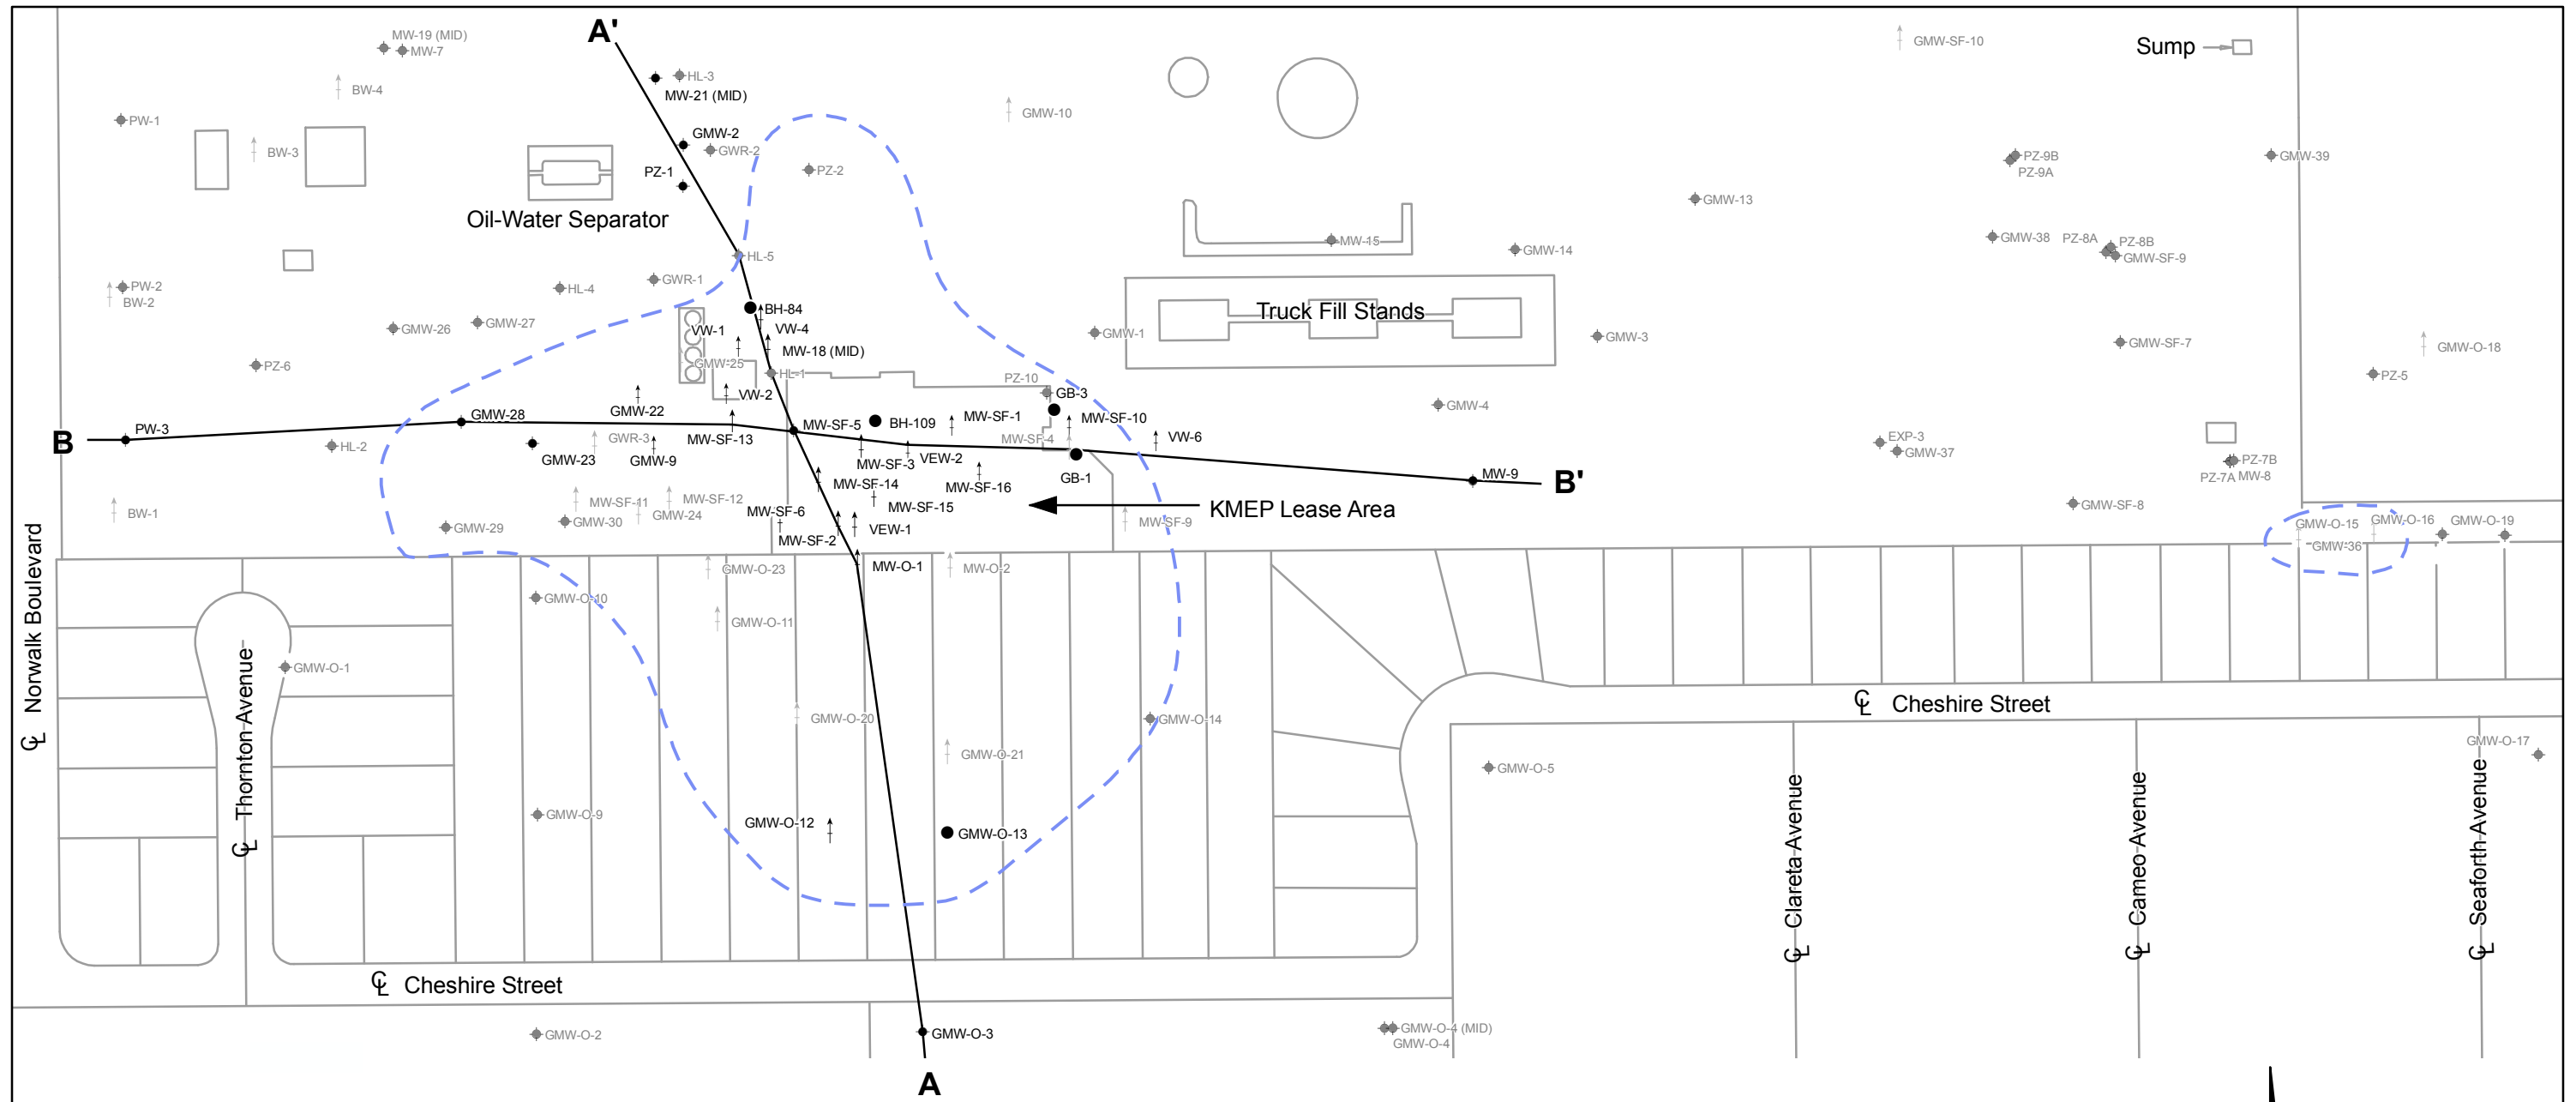 A'
MW-19 (MID)
MW-7
GMW-SF-10
Sump
HL-3
MW-21 (MID)
BW-4
GMW-10
PW-1
GMW-2
GWR-2
BW-3
PZ-9B
GMW-39
PZ-1
PZ-2
PZ-9A
GMW-13
Oil-Water Separator
GMW-38
PZ-8A
PZ-8B
MW-15
GMW-14
HL-5
GMW-SF-9
GWR-1
PW-2
HL-4
BW-2
BH-84
Truck Fill Stands
GMW-27
GMW-26
VW-1
VW-4
GMW-1
GMW-3
GMW-SF-7
GMW-O-18
MW-18 (MID)
PZ-6
GMW-25
HL-1
PZ-5
PZ-10
VW-2
GB-3
GMW-4
GMW-22
GMW-28
MW-SF-1
MW-SF-10
B
PW-3
MW-SF-5
BH-109
GWR-3
MW-SF-13
MW-SF-4
VW-6
EXP-3
HL-2
GMW-37
GMW-23
GMW-9
VEW-2
MW-SF-3
PZ-7B
MW-9
B'
GB-1
PZ-7A
MW-8
MW-SF-14
MW-SF-16
MW-SF-11
MW-SF-12
MW-SF-15
KMEP Lease Area
GMW-SF-8
BW-1
MW-SF-6
GMW-24
GMW-30
MW-SF-9
GMW-O-15
GMW-O-16
GMW-O-19
GMW-29
VEW-1
MW-SF-2
GMW-36
GMW-O-23
MW-O-1
MW-O-2
GMW-O-10
GMW-O-11
Norwalk Boulevard
GMW-O-1
Thornton Avenue
Cheshire Street
GMW-O-20
GMW-O-14
GMW-O-17
GMW-O-21
GMW-O-5
GMW-O-9
GMW-O-12
GMW-O-13
Clareta Avenue
Cameo Avenue
Seaforth Avenue
Cheshire Street
GMW-O-2
GMW-O-3
GMW-O-4 (MID)
GMW-O-4
A